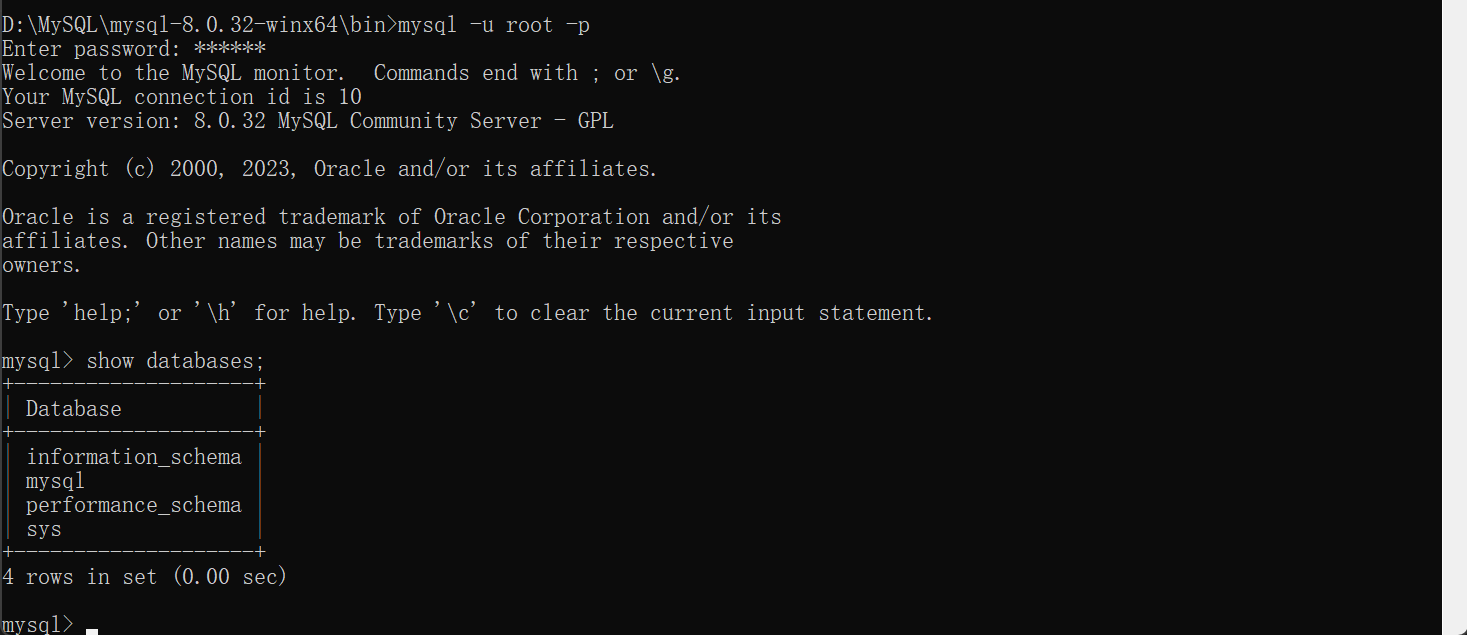 D:\MySQL\mysql-8.0.32-winx64\bin>mysql -u root -p
Enter password: ******
Welcome to the MySQL monitor.  Commands end with ; or \g.
Your MySQL connection id is 10
Server version: 8.0.32 MySQL Community Server - GPL
Copyright (c) 2000, 2023, Oracle and/or its affiliates.
Oracle is a registered trademark of Oracle Corporation and/or its
affiliates. Other names may be trademarks of their respective
owners.
Type 'help;' or '\h' for help. Type '\c' to clear the current input statement.
mysql> show databases;
+--------------------+
| Database           |
+--------------------+
| information_schema |
| mysql              |
| performance_schema |
| sys                |
+--------------------+
4 rows in set (0.00 sec)
mysql>